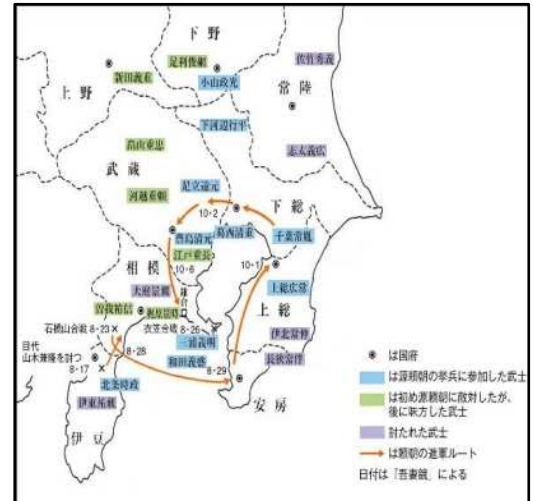 下野
足利俊綱
佐竹秀義
新田義重
小山政光
上野
常陸
下河辺行平
畠山重忠
志太義広
武蔵
足立遠元
河越重頼
下総
10・2
葛西清重
千葉常胤
豊島清元
江戸重長
10・1
10・6
相模
上総広常
大庭景親
鎌倉
上総
曽我祐信
梶原景時
石橋山合戦 8・23
衣笠合戦 8・26
伊北常仲
三浦義明
目代
山木兼隆を討つ
8・28
和田義盛
長狭常伴
8・17
8・29
北条時政
安房
伊東祐親
伊豆
は国府
は源頼朝の挙兵に参加した武士
は初め源頼朝に敵対したが、
後に味方した武士
討たれた武士
は頼朝の進軍ルート
日付は「吾妻鏡」による